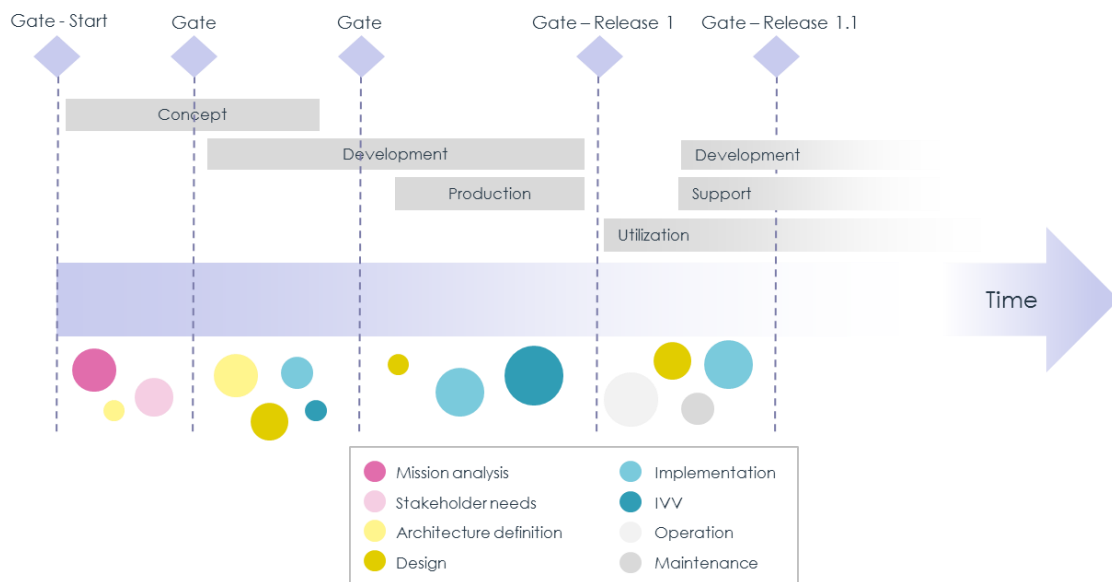 Gate - Start
Gate
Gate
Gate – Release 1
Gate – Release 1.1
Concept
Development
Development
Production
Support
Utilization
Time
Mission analysis
Stakeholder needs
Architecture definition
Design
Implementation
IVV
Operation
Maintenance